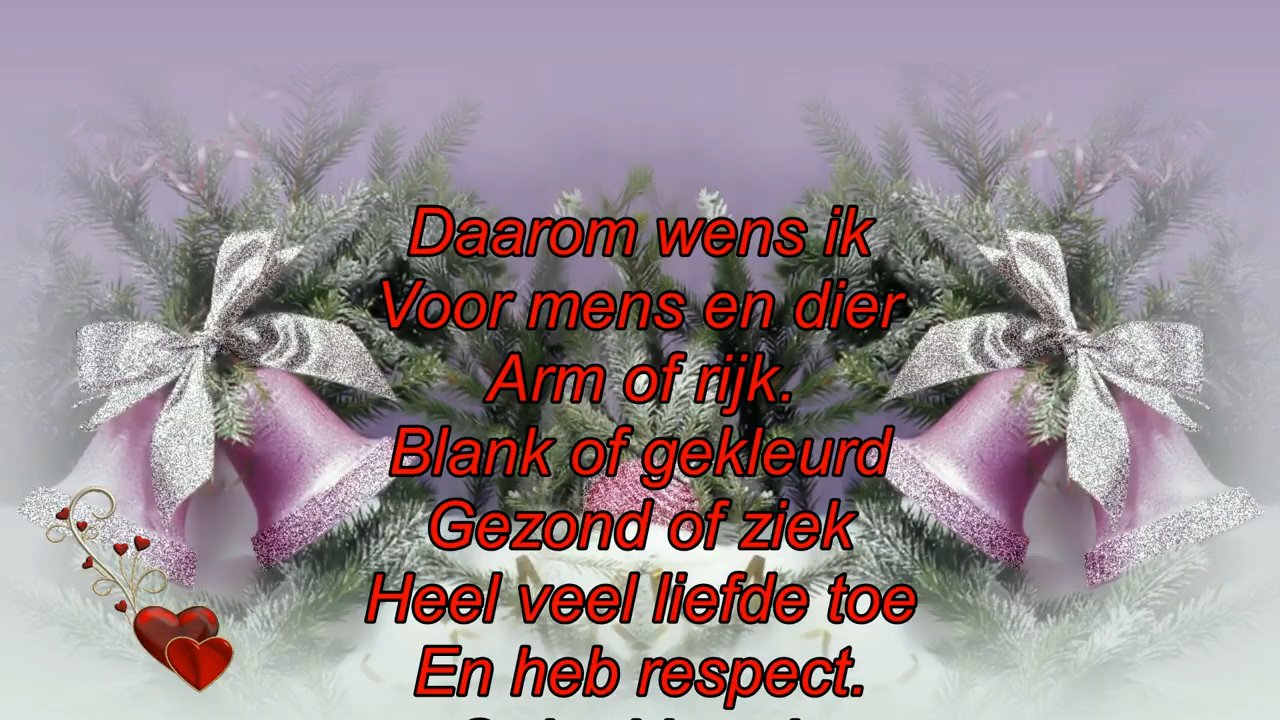 Daarom wens ik
Voor mens en dier
Arm of rijk.
Blank of gekleurd
Gezond of ziek
Heel veel liefde toe
En heb respect.